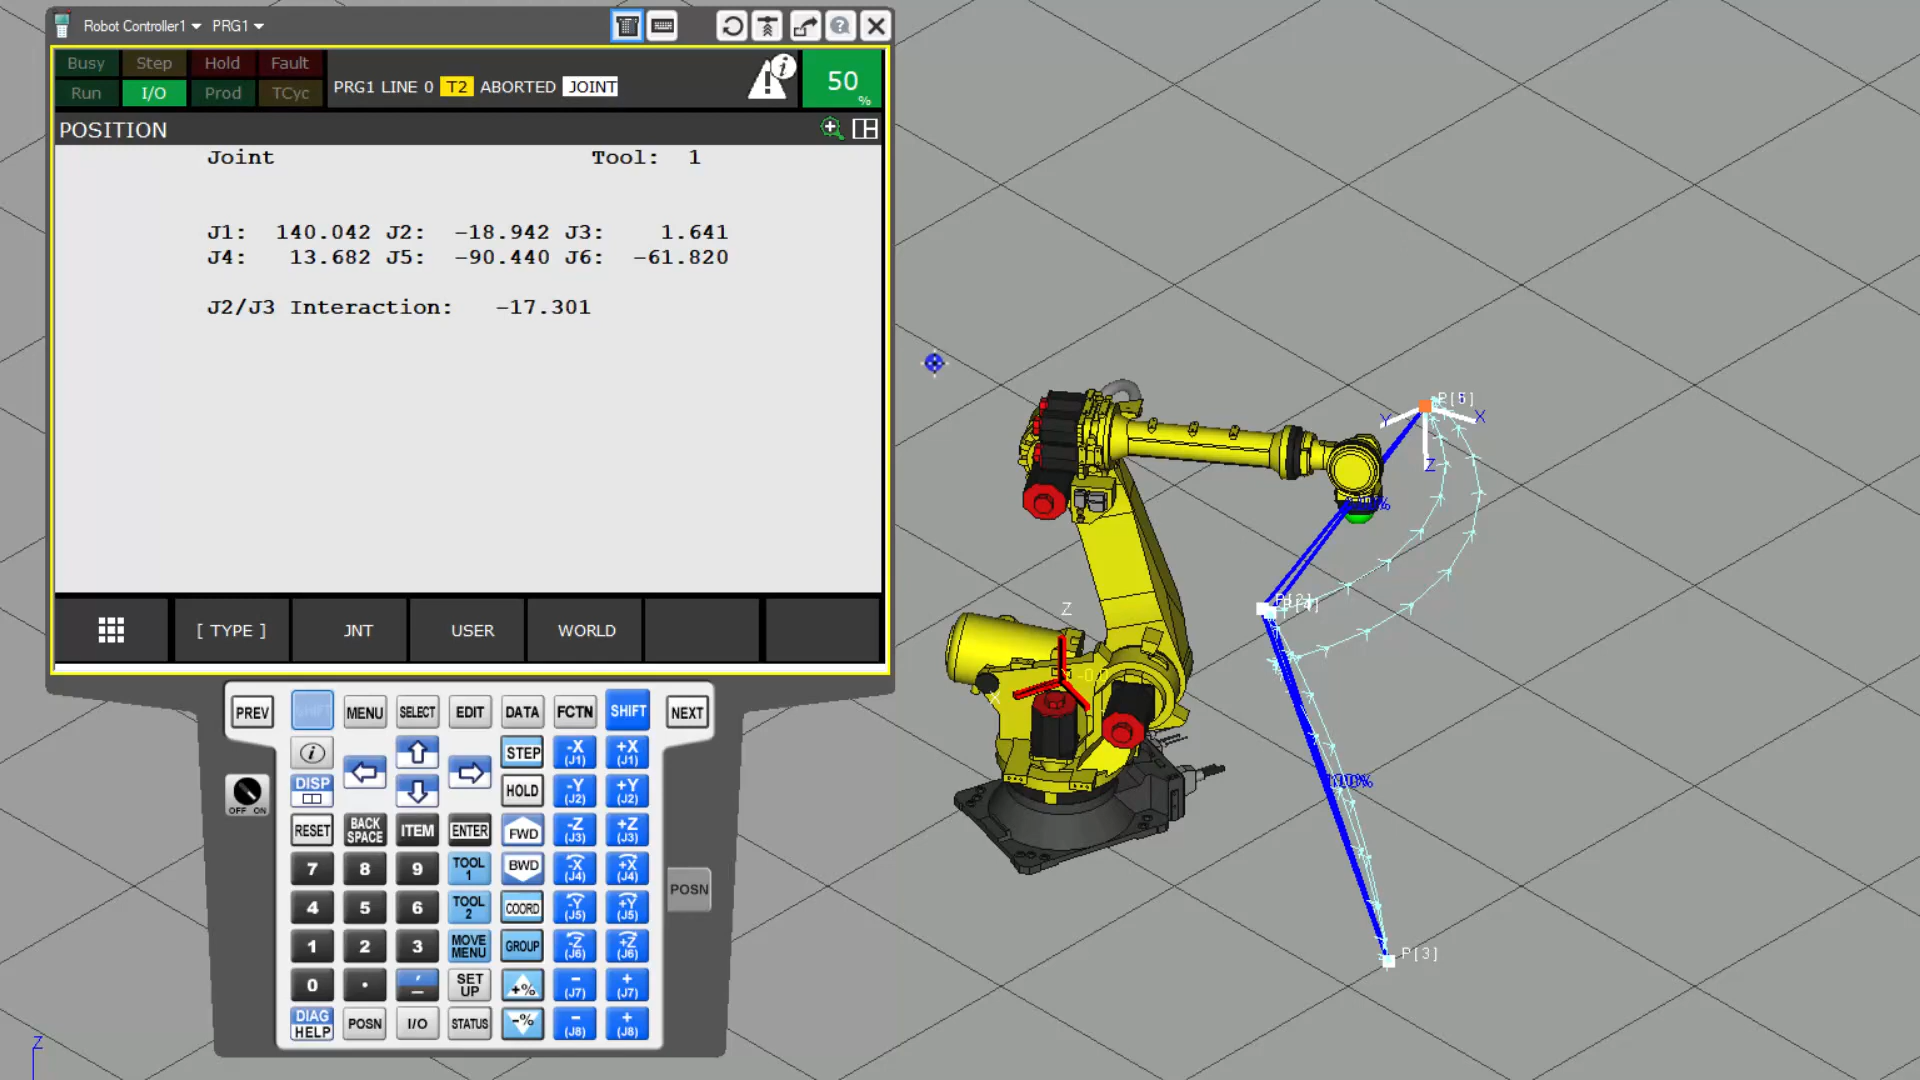 Robot Controller1 PRG1
Busy Step Hold Fault
Run I/O Prod TCyc
PRG1 LINE 0 T2 ABORTED JOINT
50 %
POSITION
Joint Tool: 1
J1: 140.042 J2: -18.942 J3: 1.641
J4: 13.682 J5: -90.440 J6: -61.820
J2/J3 Interaction: -17.301
[ TYPE ] JNT USER WORLD
PREV SHIFT MENU SELECT EDIT DATA FCTN SHIFT NEXT
i STEP -X (J1) +X (J1)
DISP HOLD -Y (J2) +Y (J2)
OFF ON
RESET BACK SPACE ITEM ENTER FWD -Z (J3) +Z (J3)
7 8 9 TOOL 1 BWD -X (J4) +X (J4)
POSN
4 5 6 TOOL 2 COORD -Y (J5) +Y (J5)
1 2 3 MOVE MENU GROUP -Z (J6) +Z (J6)
0 . , - SET UP +% - (J7) + (J7)
DIAG HELP POSN I/O STATUS -% - (J8) + (J8)
Y X
Z
P[4]
Z
X
100%
P[3]
Z